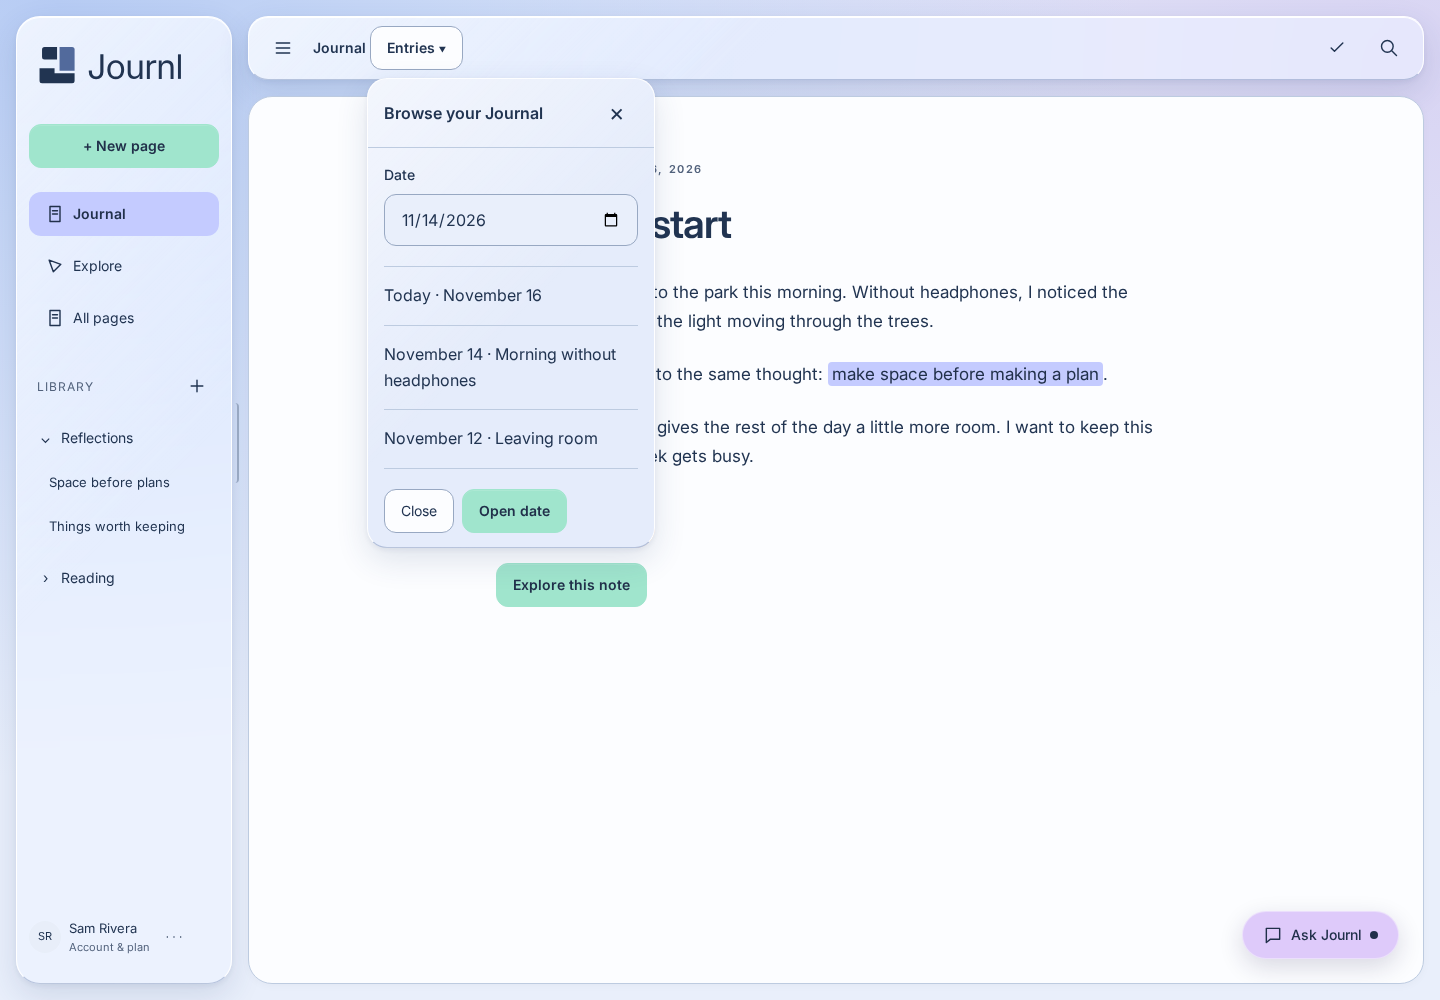 Journl
+ New page
Journal
Explore
All pages
LIBRARY
Reflections
Space before plans
Things worth keeping
Reading
SR
Sam Rivera
Account & plan
...
Journal
Entries ▾
Browse your Journal
Date
11/14/2026
Today · November 16
November 14 · Morning without
headphones
November 12 · Leaving room
Close
Open date
, 2026
start
to the park this morning. Without headphones, I noticed the
the light moving through the trees.
to the same thought: make space before making a plan.
gives the rest of the day a little more room. I want to keep this
gets busy.
Explore this note
Ask Journl